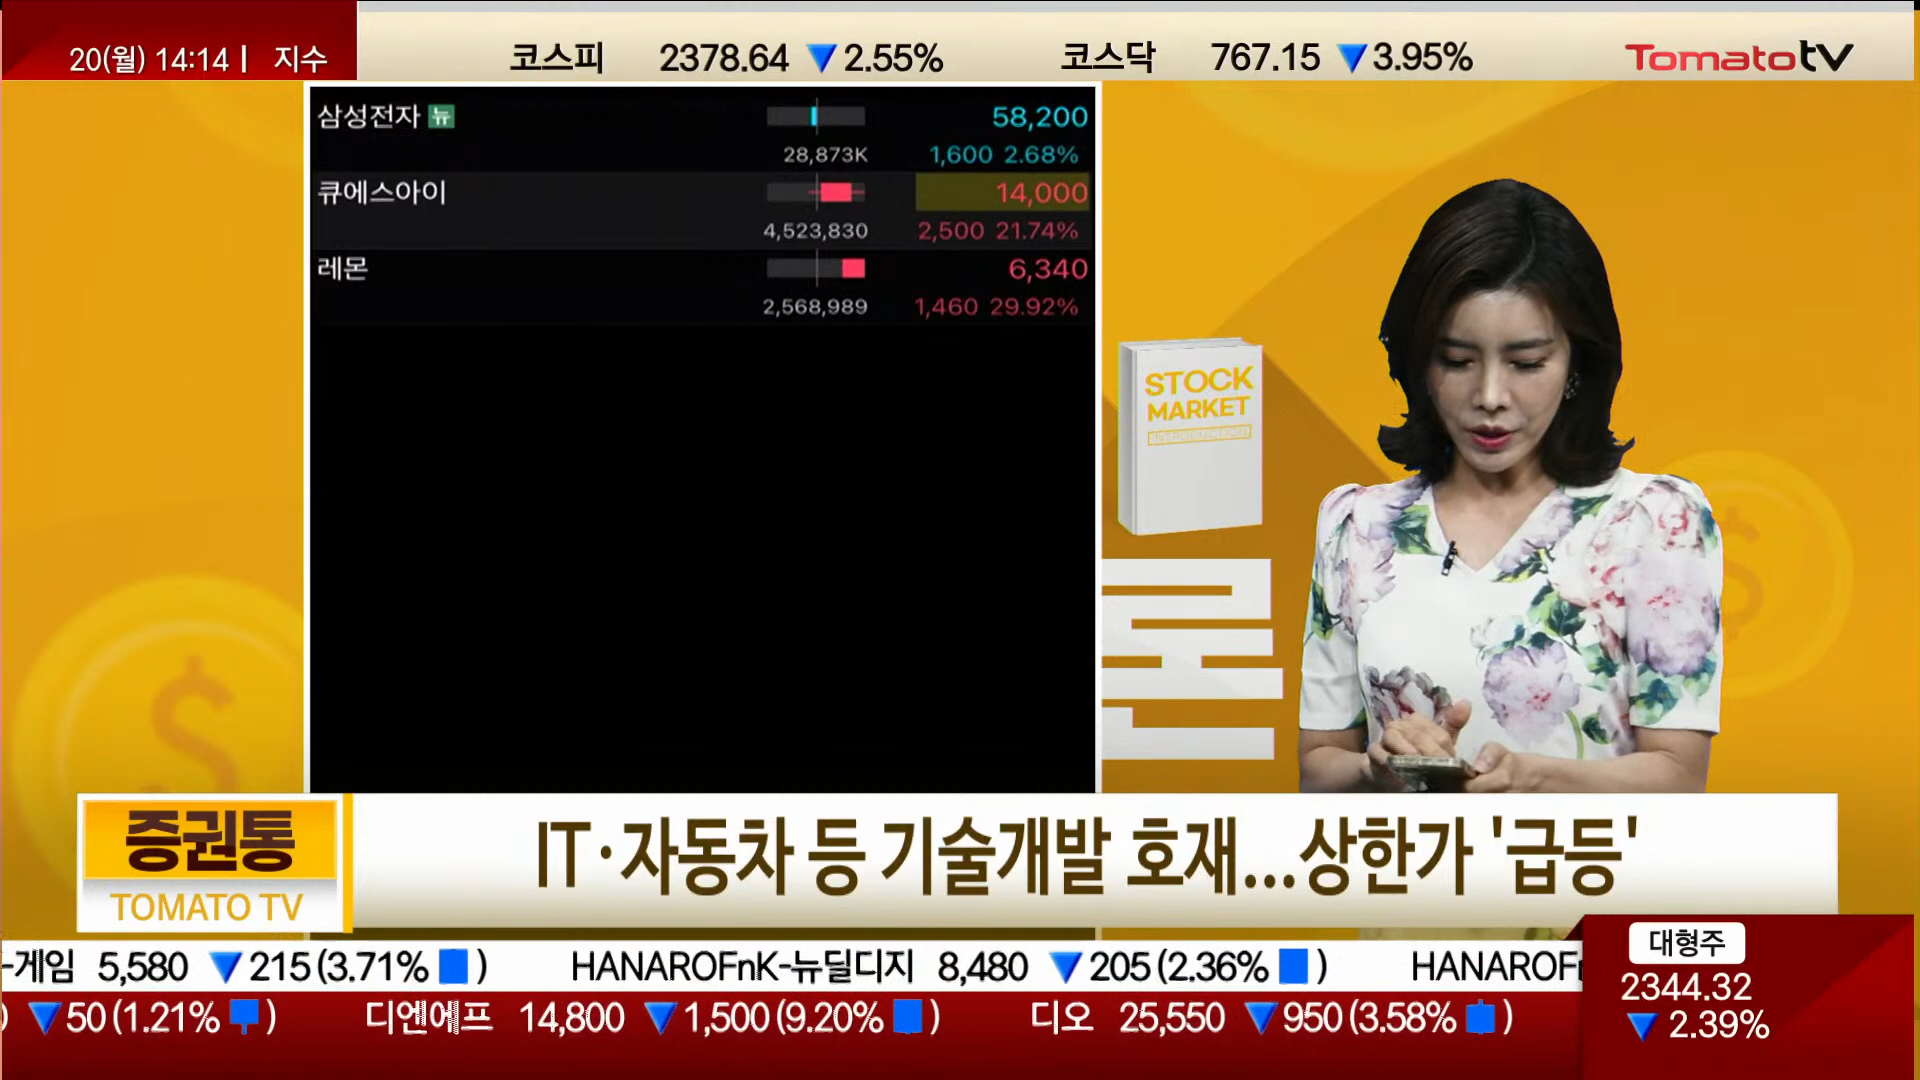 20(월) 14:14 | 지수 코스피 2378.64 ▼2.55% 코스닥 767.15 ▼3.95% Tomatotv
삼성전자 뉴 58,200
28,873K 1,600 2.68%
큐에스아이 14,000
4,523,830 2,500 21.74%
레몬 6,340
2,568,989 1,460 29.92%
STOCK
MARKET
INTRODUCTION
론
증권통
TOMATO TV
IT·자동차 등 기술개발 호재...상한가 '급등'
-게임 5,580 ▼215(3.71% ) HANAROFnK-뉴딜디지 8,480 ▼205(2.36% ) HANAROF
▼50(1.21% ) 디엔에프 14,800 ▼1,500(9.20% ) 디오 25,550 ▼950(3.58% )
대형주
2344.32
▼2.39%